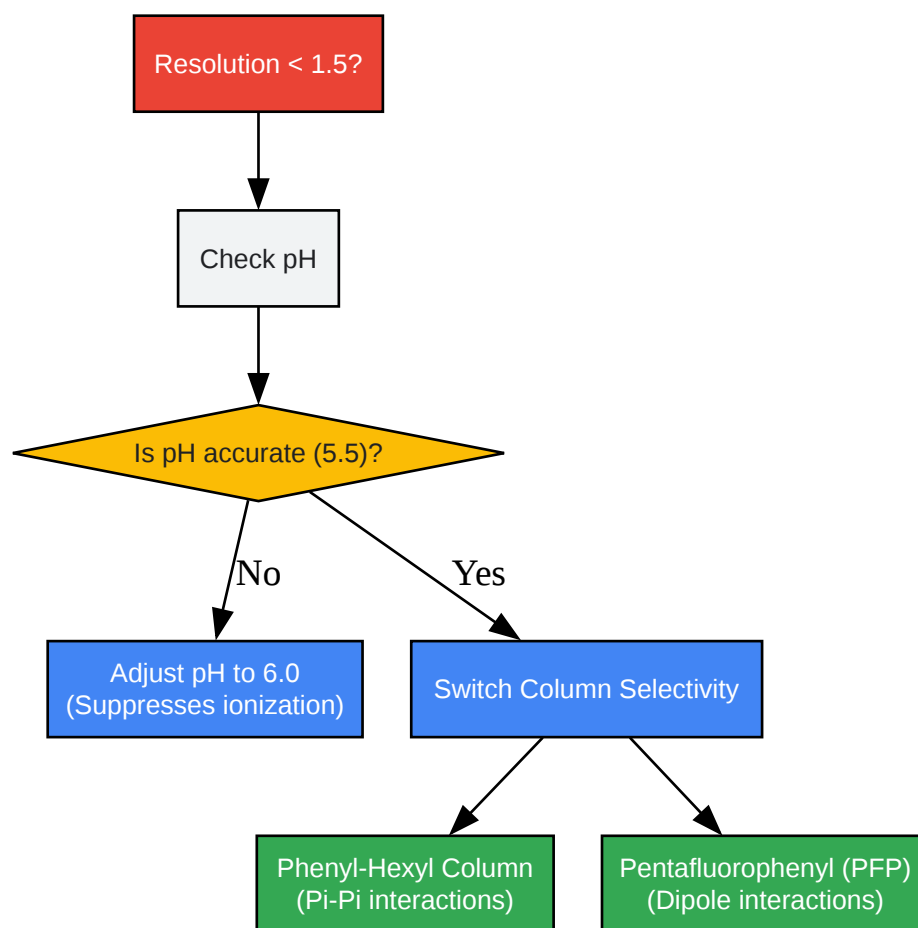 Resolution < 1.5?
Check pH
Is pH accurate (5.5)?
No
Yes
Adjust pH to 6.0
(Suppresses ionization)
Switch Column Selectivity
Phenyl-Hexyl Column
(Pi-Pi interactions)
Pentafluorophenyl (PFP)
(Dipole interactions)